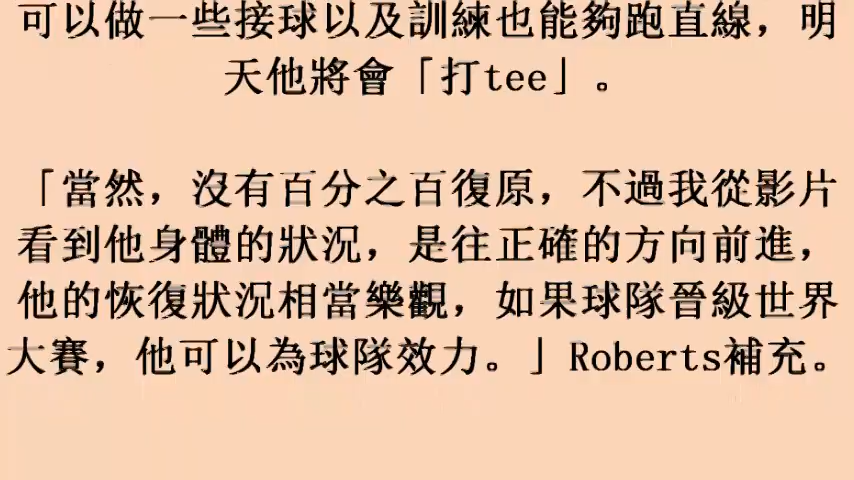 可以做一些接球以及訓練也能夠跑直線，明
天他將會「打tee」。
「當然，沒有百分之百復原，不過我從影片
看到他身體的狀況，是往正確的方向前進，
他的恢復狀況相當樂觀，如果球隊晉級世界
大賽，他可以為球隊效力。」Roberts補充。